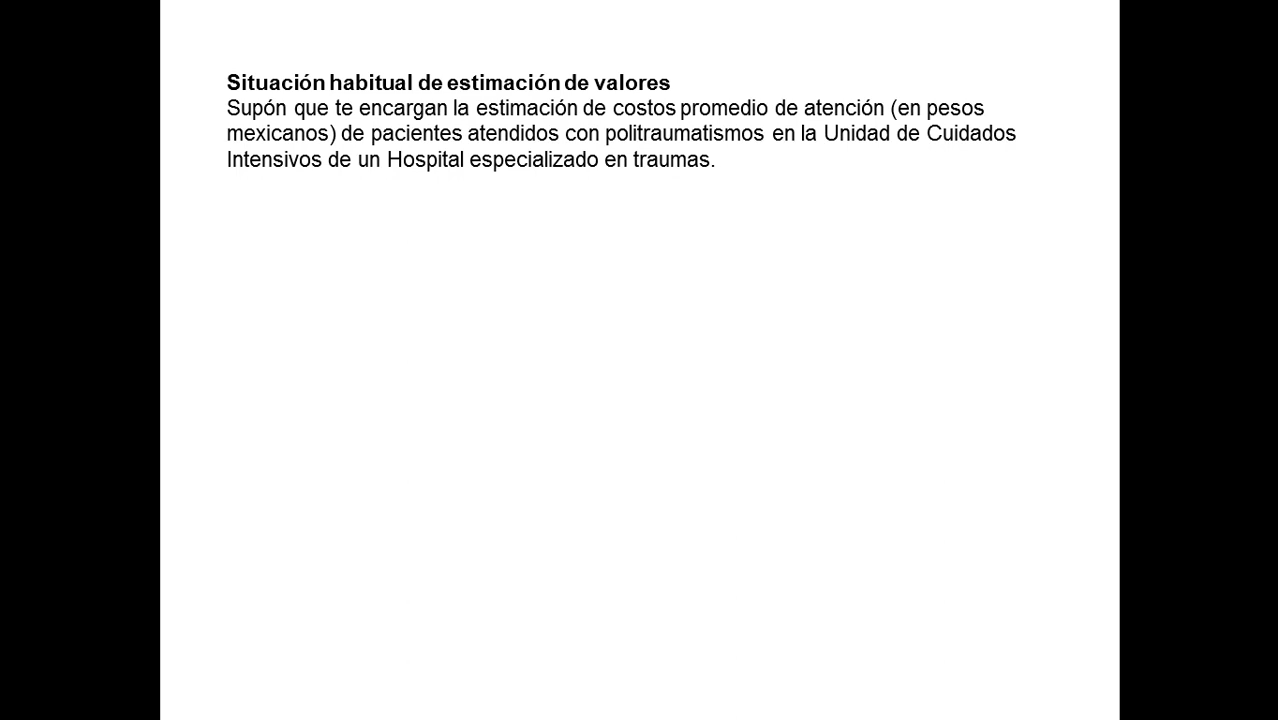 Situación habitual de estimación de valores
Supón que te encargan la estimación de costos promedio de atención (en pesos
mexicanos) de pacientes atendidos con politraumatismos en la Unidad de Cuidados
Intensivos de un Hospital especializado en traumas.